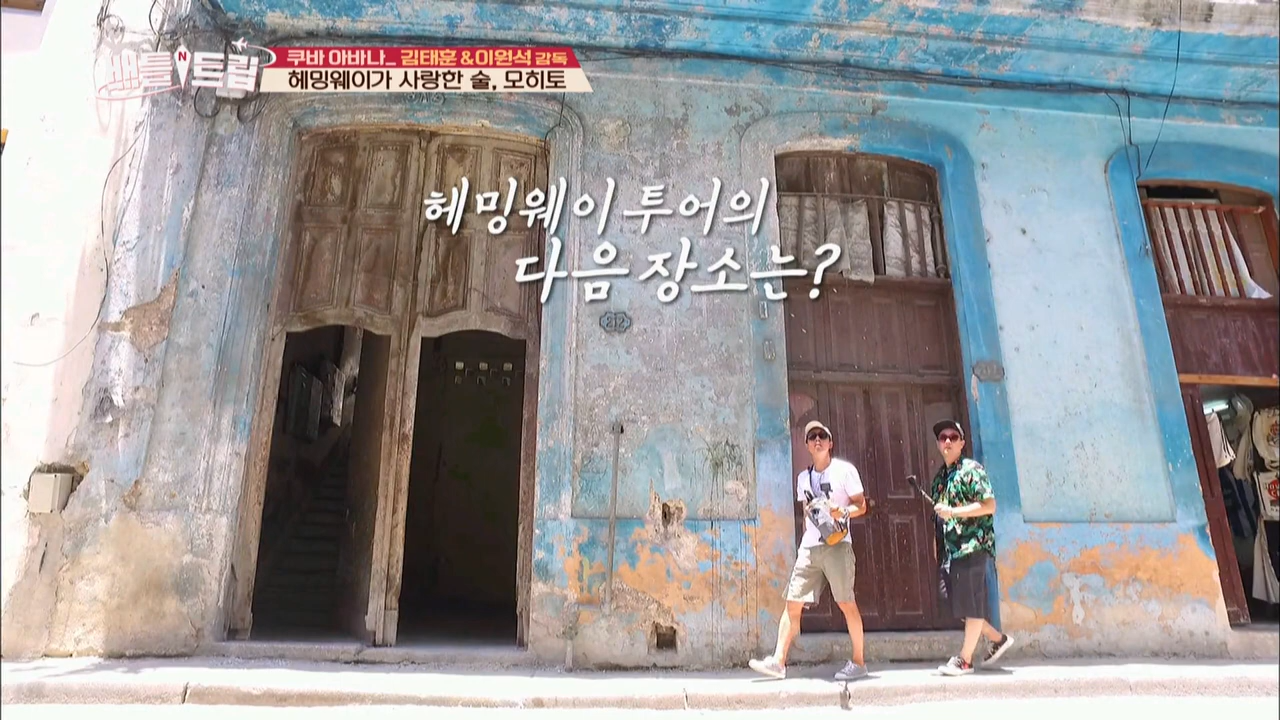 배틀트립
쿠바 아바나_ 김태훈&이원석 감독
헤밍웨이가 사랑한 술, 모히토
헤밍웨이 투어의
다음 장소는?
212